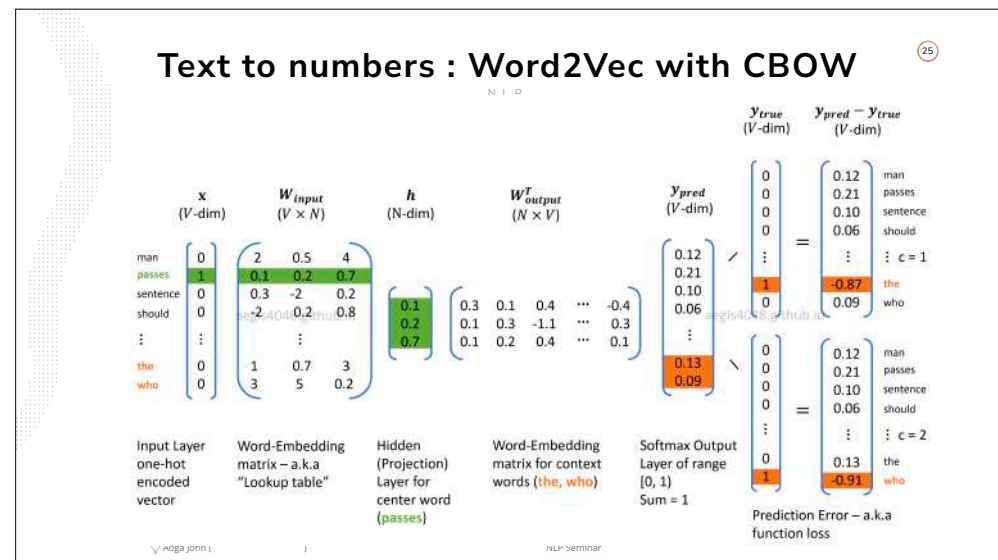 25
Text to numbers : Word2Vec with CBOW
NLP
y_true
(V-dim)
y_pred − y_true
(V-dim)
x
(V-dim)
W_input
(V × N)
h
(N-dim)
W^T_output
(N × V)
y_pred
(V-dim)
man 0 2 0.5 4
passes 1 0.1 0.2 0.7
sentence 0 0.3 -2 0.2
should 0 -2 0.2 0.8
⋮ ⋮ ⋮
the 0 1 0.7 3
who 0 3 5 0.2
0.1
0.2
0.7
0.3 0.1 0.4 ⋯ -0.4
0.1 0.3 -1.1 ⋯ 0.3
0.1 0.2 0.4 ⋯ 0.1
0.12
0.21
0.10
0.06
⋮
0.13
0.09
0 0.12 man
0 0.21 passes
0 = 0.10 sentence
0 0.06 should
⋮ ⋮ ⋮ c = 1
1 -0.87 the
0 0.09 who
0 0.12 man
0 0.21 passes
0 = 0.10 sentence
0 0.06 should
⋮ ⋮ ⋮ c = 2
0 0.13 the
1 -0.91 who
aegis4048.github.io
aegis4048.github.io
Input Layer
one-hot
encoded
vector
Word-Embedding
matrix – a.k.a
"Lookup table"
Hidden
(Projection)
Layer for
center word
(passes)
Word-Embedding
matrix for context
words (the, who)
Softmax Output
Layer of range
[0, 1)
Sum = 1
Prediction Error – a.k.a
function loss
Aoga John ( )
NLP Seminar